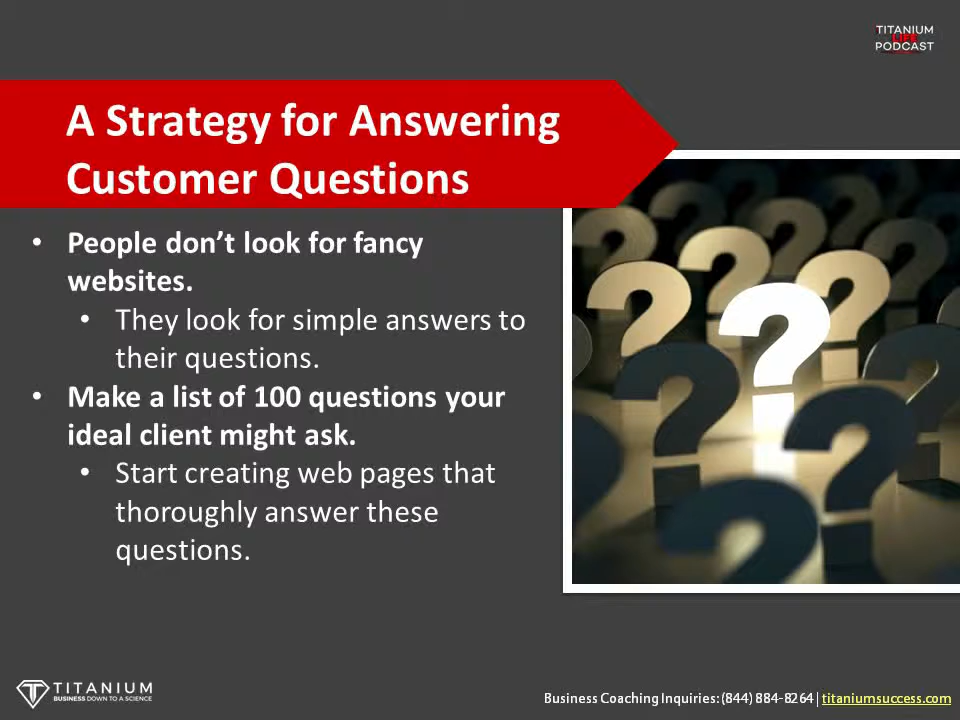 TITANIUM
LIFE
PODCAST
A Strategy for Answering
Customer Questions
• People don’t look for fancy
websites.
• They look for simple answers to
their questions.
• Make a list of 100 questions your
ideal client might ask.
• Start creating web pages that
thoroughly answer these
questions.
TITANIUM
BUSINESS DOWN TO A SCIENCE
Business Coaching Inquiries: (844) 884-8264 | titaniumsuccess.com